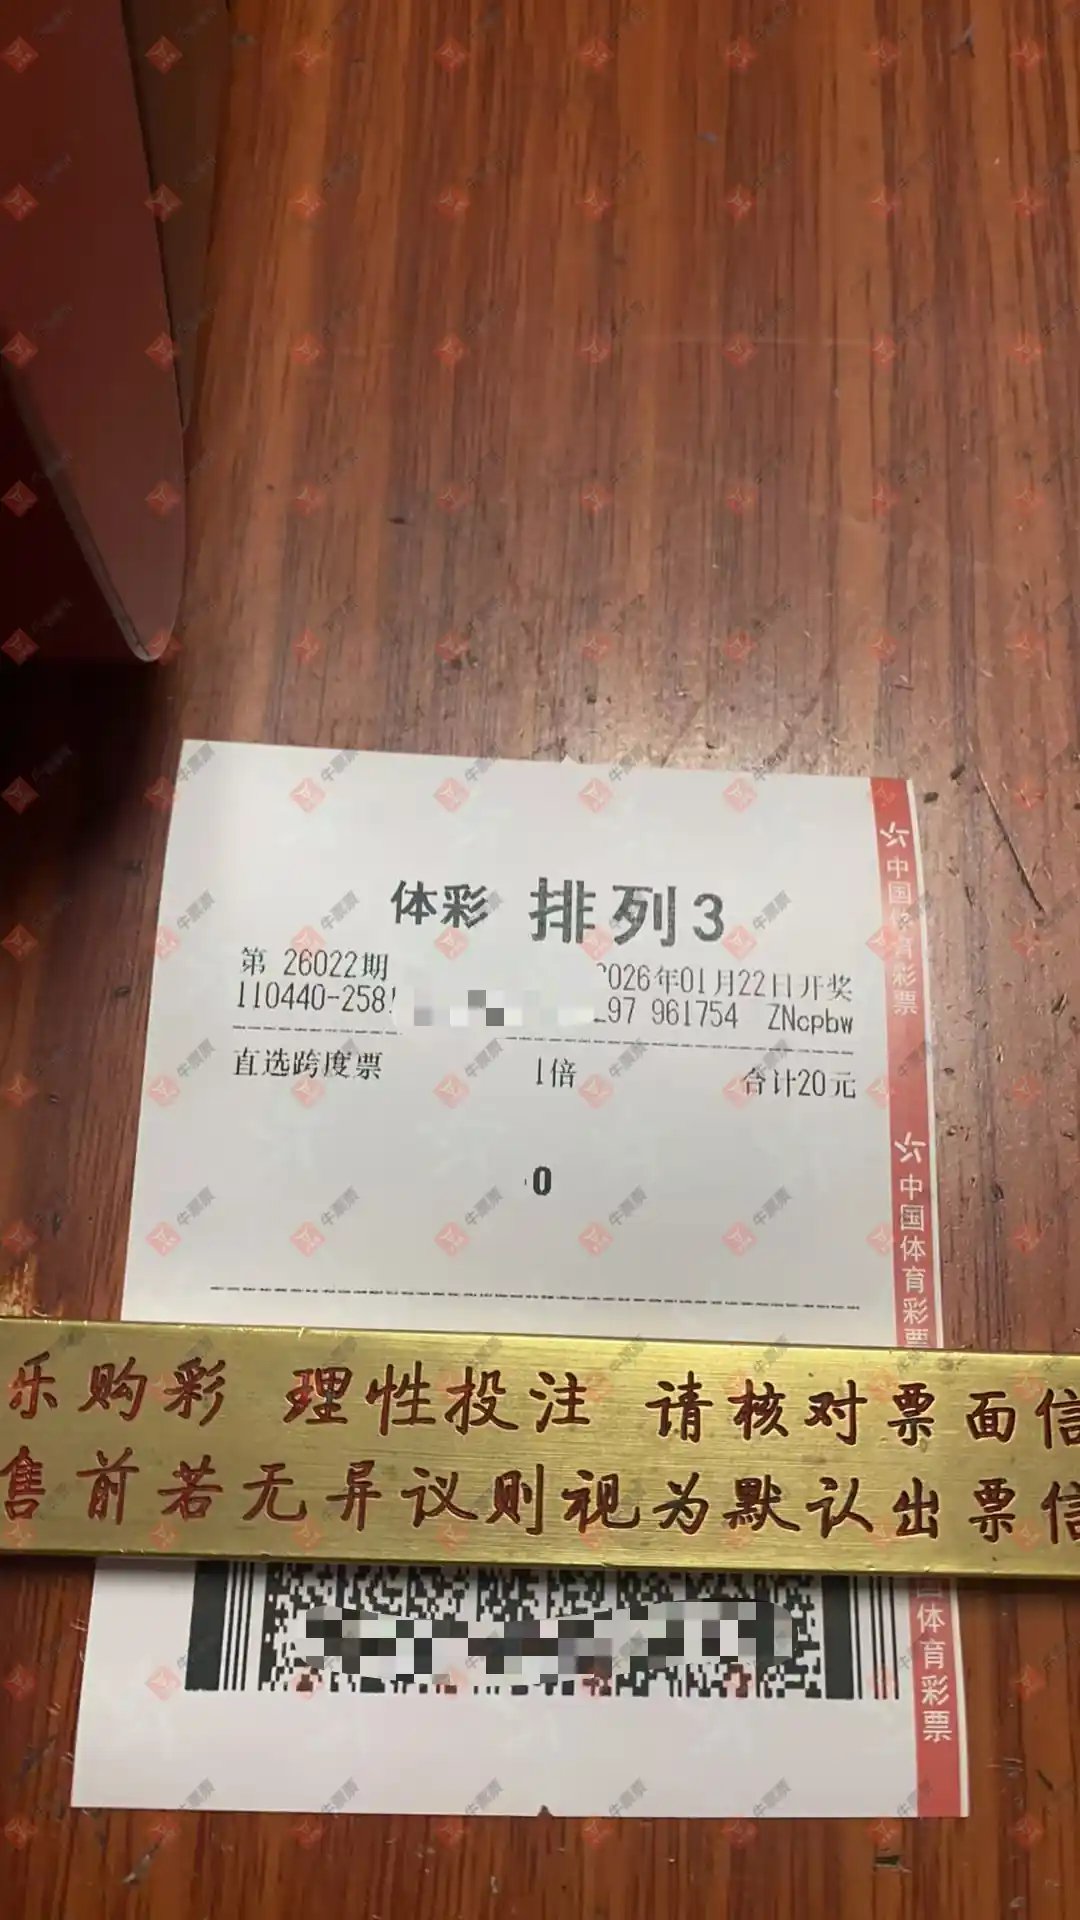 体彩 排列3
第 26022期 026年01月22日开奖
110440-258 97 961754 ZNcpbw
直选跨度票 1倍 合计20元
0
中国体育彩票
中国体育彩票
乐购彩 理性投注 请核对票面信
售前若无异议则视为默认出票信
国体育彩票
牛票票